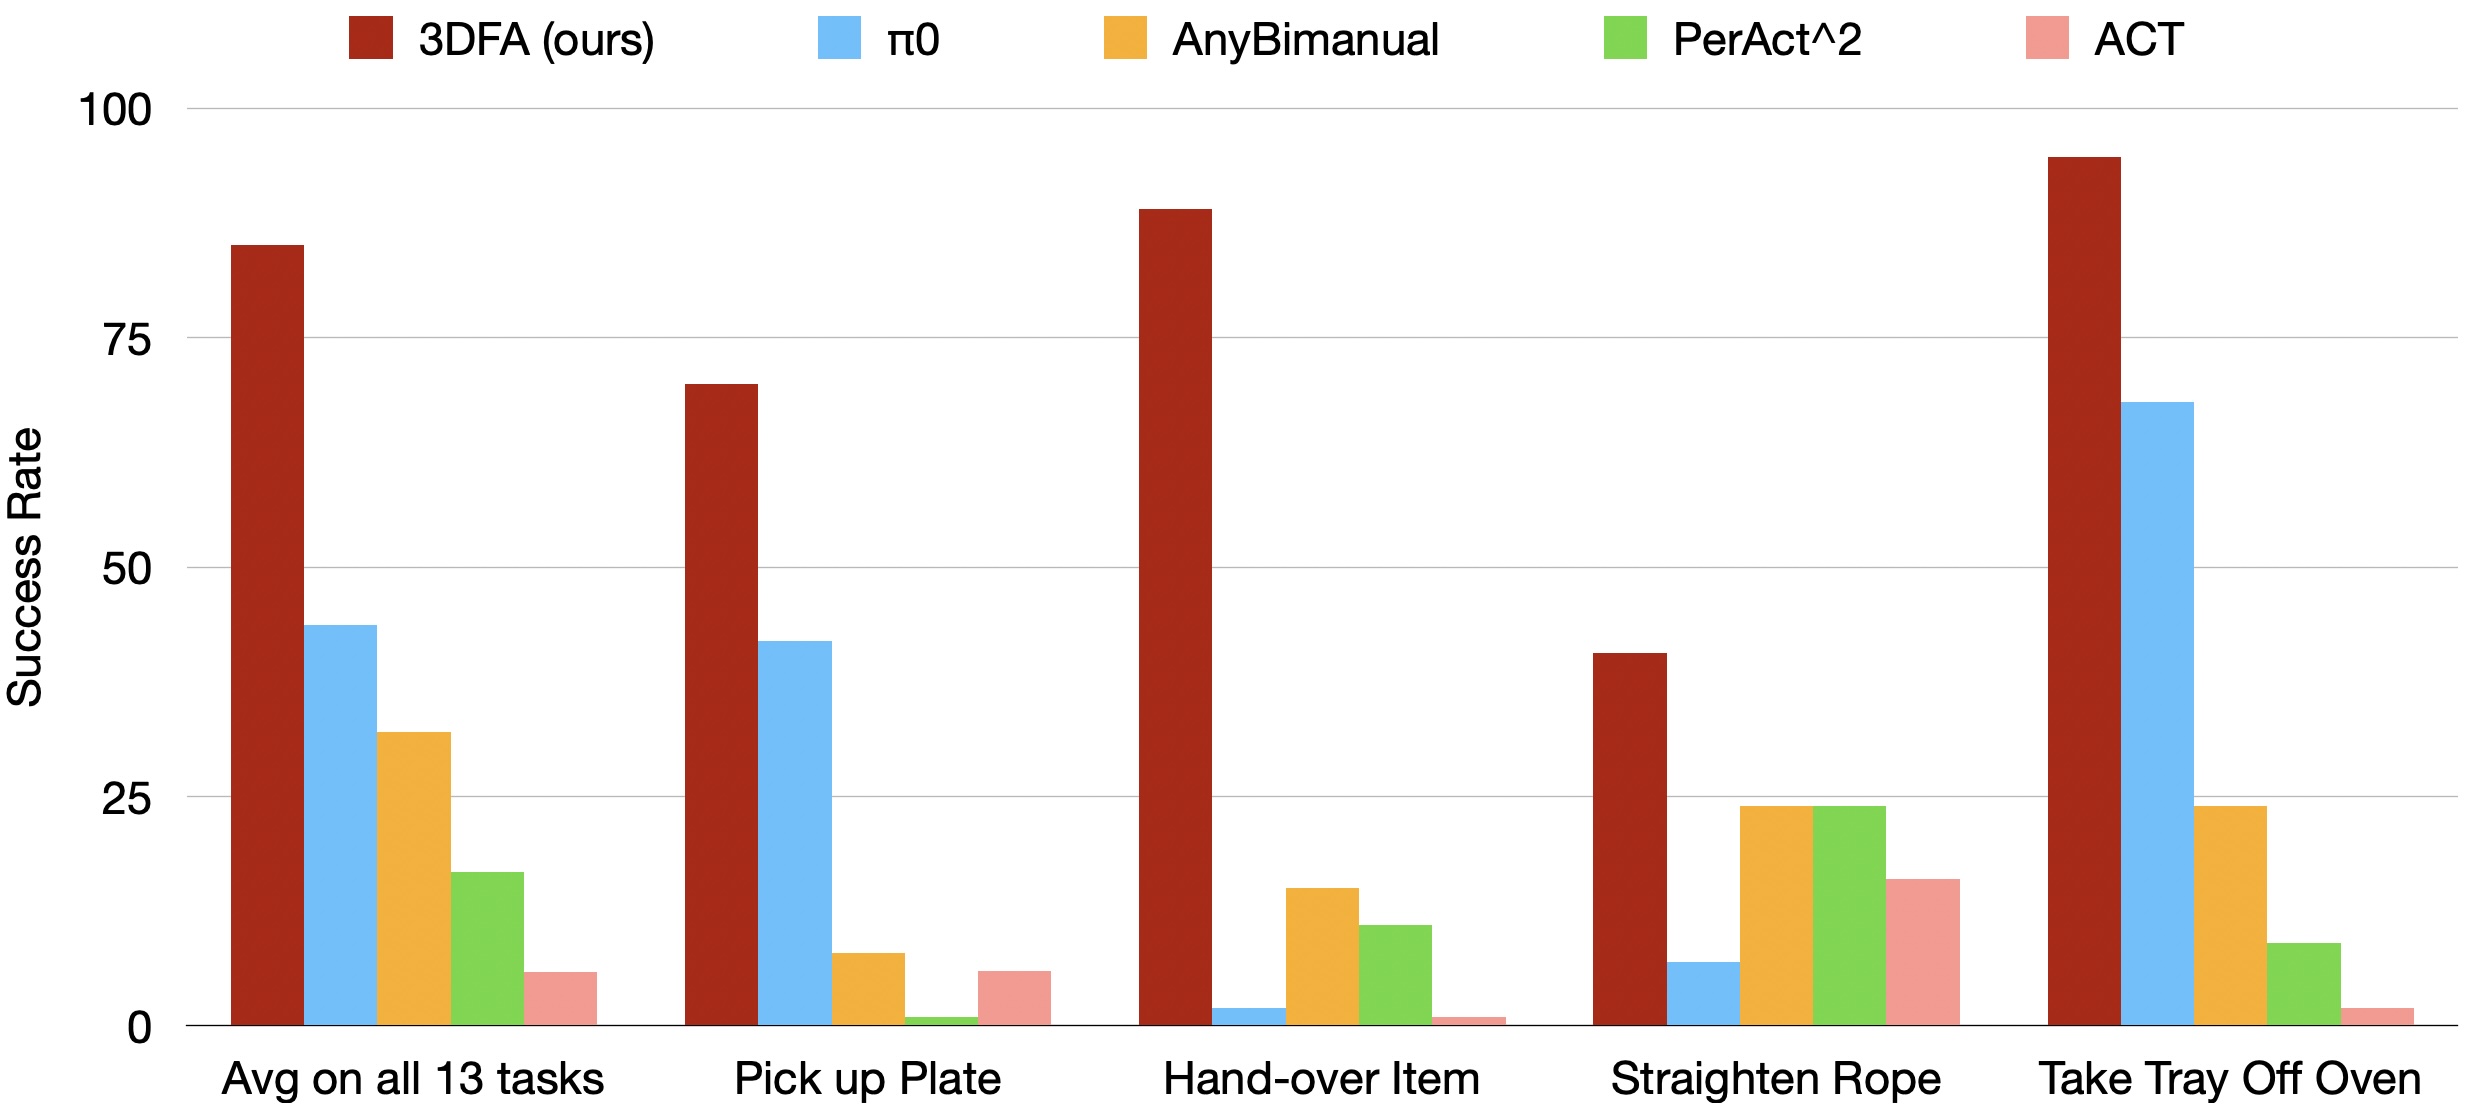 3DFA (ours) π0 AnyBimanual PerAct^2 ACT
100
75
50
25
0
Success Rate
Avg on all 13 tasks Pick up Plate Hand-over Item Straighten Rope Take Tray Off Oven